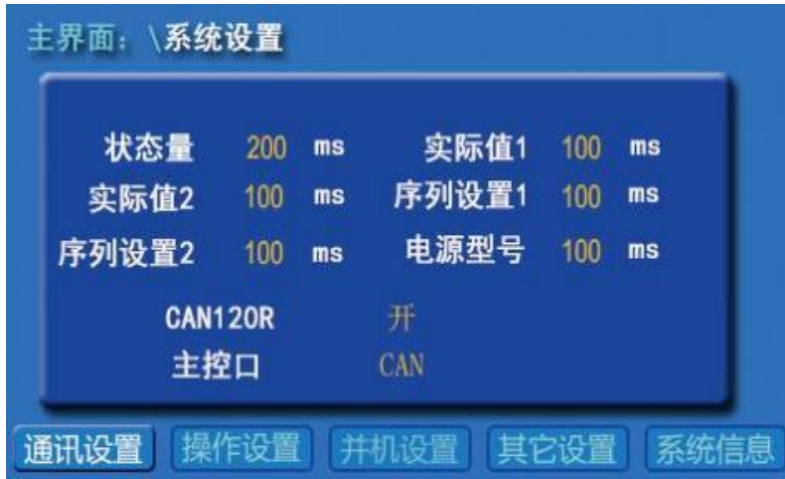 主界面：\系统设置
状态量 200 ms 实际值1 100 ms
实际值2 100 ms 序列设置1 100 ms
序列设置2 100 ms 电源型号 100 ms
CAN120R 开
主控口 CAN
通讯设置 操作设置 并机设置 其它设置 系统信息